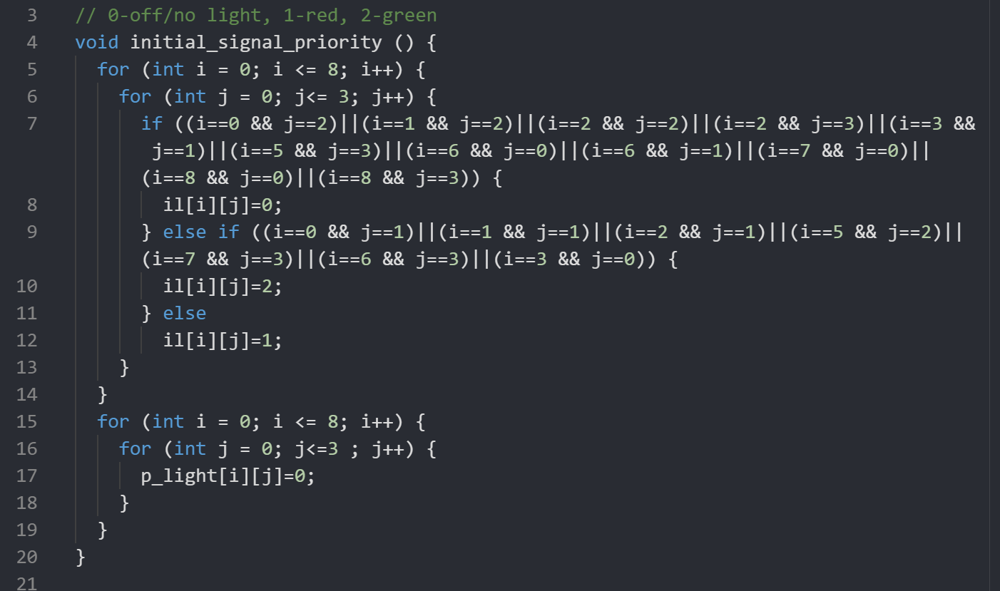 3 // 0-off/no light, 1-red, 2-green
4 void initial_signal_priority () {
5 for (int i = 0; i <= 8; i++) {
6 for (int j = 0; j<= 3; j++) {
7 if ((i==0 && j==2)||(i==1 && j==2)||(i==2 && j==2)||(i==2 && j==3)||(i==3 &&
j==1)||(i==5 && j==3)||(i==6 && j==0)||(i==6 && j==1)||(i==7 && j==0)||
(i==8 && j==0)||(i==8 && j==3)) {
8 il[i][j]=0;
9 } else if ((i==0 && j==1)||(i==1 && j==1)||(i==2 && j==1)||(i==5 && j==2)||
(i==7 && j==3)||(i==6 && j==3)||(i==3 && j==0)) {
10 il[i][j]=2;
11 } else
12 il[i][j]=1;
13 }
14 }
15 for (int i = 0; i <= 8; i++) {
16 for (int j = 0; j<=3 ; j++) {
17 p_light[i][j]=0;
18 }
19 }
20 }
21